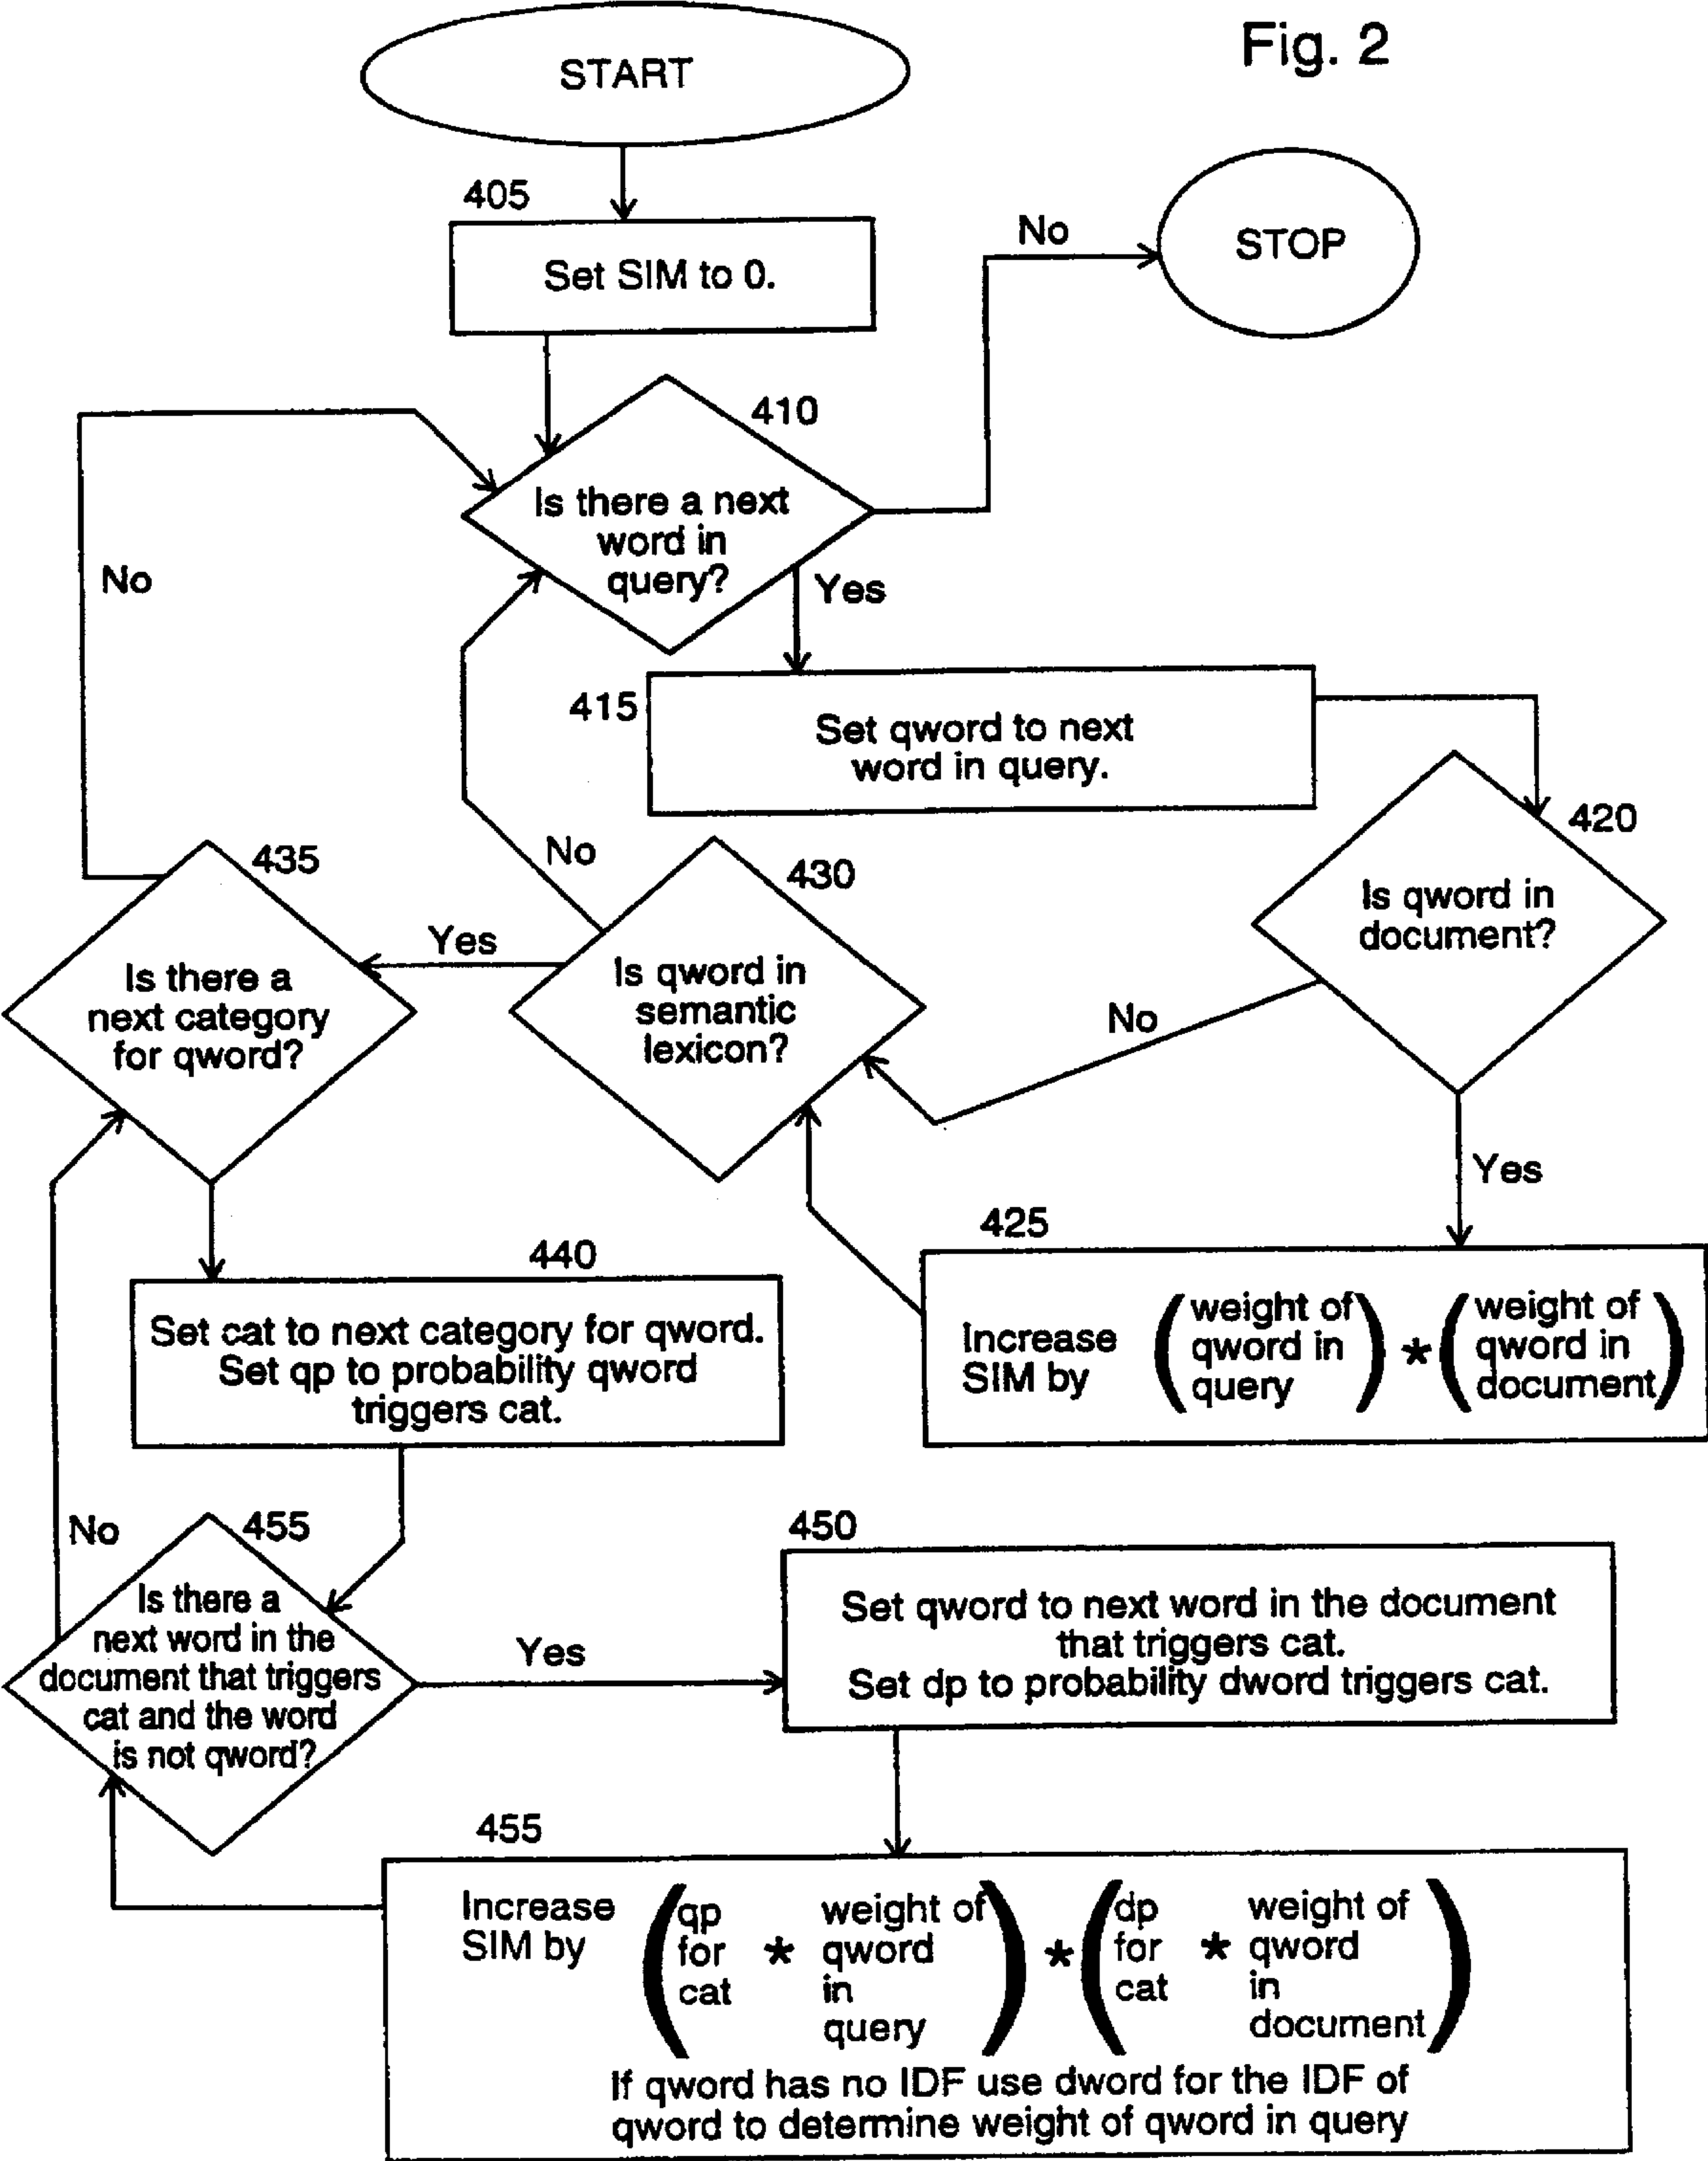 Fig. 2
START
405
Set SIM to 0.
No
STOP
410
Is there a next
word in
query?
No
Yes
415
Set qword to next
word in query.
420
Is qword in
document?
No
Yes
430
Is qword in
semantic
lexicon?
No
Yes
435
Is there a
next category
for qword?
425
Increase
SIM by
( weight of
qword in
query ) * ( weight of
qword in
document )
440
Set cat to next category for qword.
Set qp to probability qword
triggers cat.
455
Is there a
next word in the
document that triggers
cat and the word
is not qword?
No
Yes
450
Set qword to next word in the document
that triggers cat.
Set dp to probability dword triggers cat.
455
Increase
SIM by
( qp
for
cat
* weight of
qword
in
query )
* ( dp
for
cat
* weight of
qword
in
document )
If qword has no IDF use dword for the IDF of
qword to determine weight of qword in query